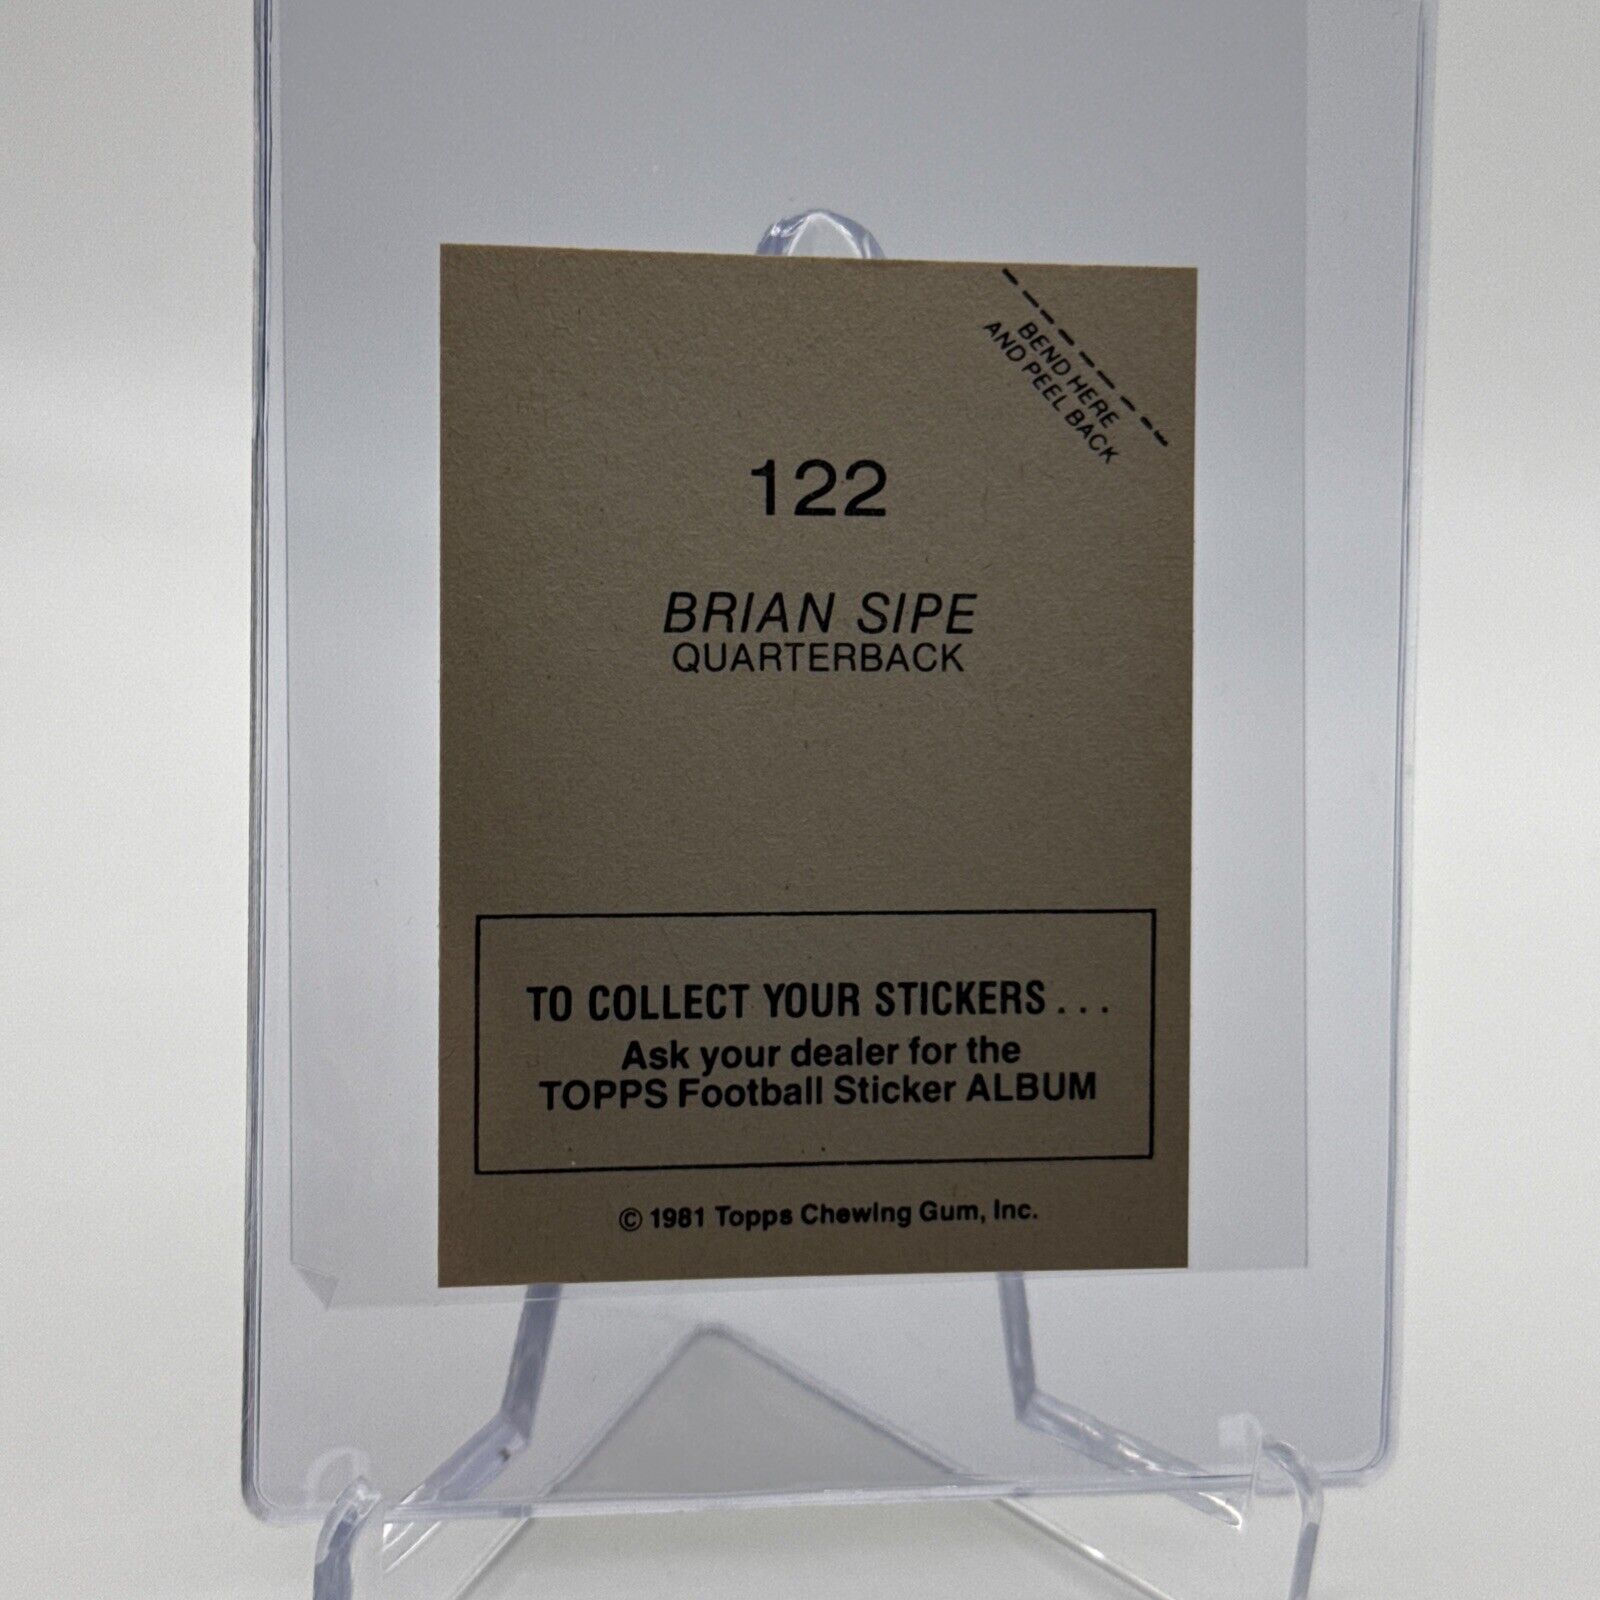 BEND HERE
AND PEEL BACK
122
BRIAN SIPE
QUARTERBACK
TO COLLECT YOUR STICKERS...
Ask your dealer for the
TOPPS Football Sticker ALBUM
© 1981 Topps Chewing Gum, Inc.